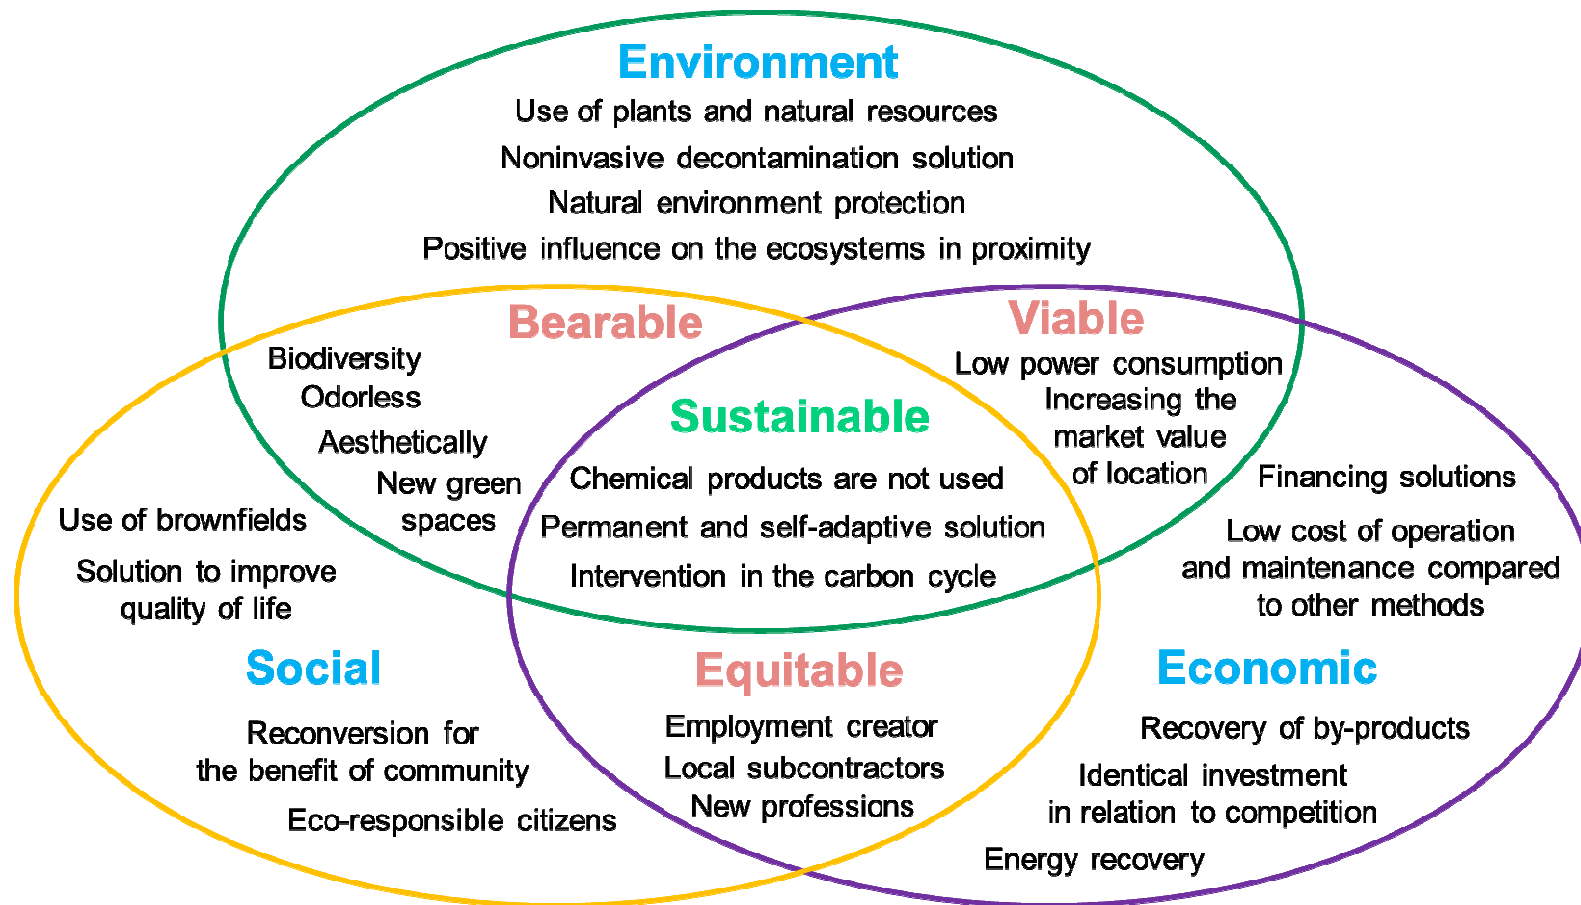 Environment
Use of plants and natural resources
Noninvasive decontamination solution
Natural environment protection
Positive influence on the ecosystems in proximity
Bearable
Biodiversity
Odorless
Aesthetically
New green
spaces
Viable
Low power consumption
Increasing the
market value
of location
Sustainable
Chemical products are not used
Permanent and self-adaptive solution
Intervention in the carbon cycle
Use of brownfields
Solution to improve
quality of life
Social
Reconversion for
the benefit of community
Eco-responsible citizens
Equitable
Employment creator
Local subcontractors
New professions
Financing solutions
Low cost of operation
and maintenance compared
to other methods
Economic
Recovery of by-products
Identical investment
in relation to competition
Energy recovery